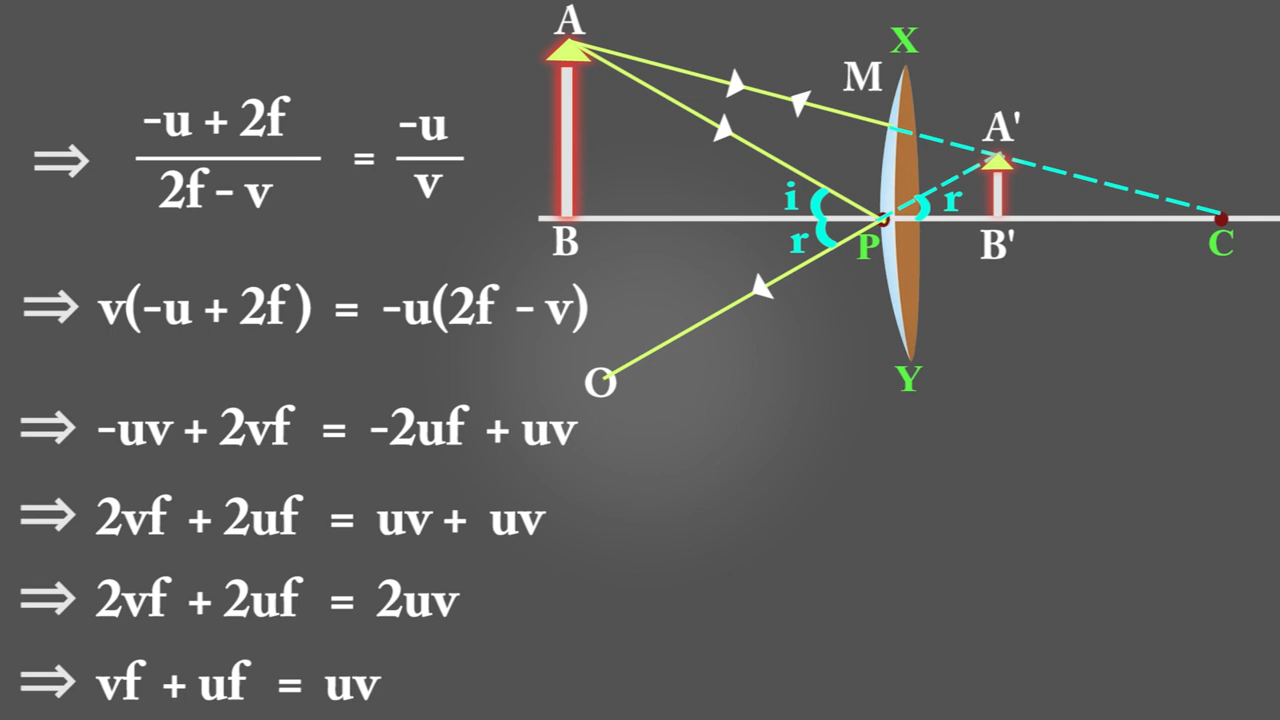 ⇒ -u + 2f / 2f - v = -u / v
⇒ v(-u + 2f) = -u(2f - v)
⇒ -uv + 2vf = -2uf + uv
⇒ 2vf + 2uf = uv + uv
⇒ 2vf + 2uf = 2uv
⇒ vf + uf = uv
A
X
M
A'
i
r
r
B
P
B'
C
O
Y